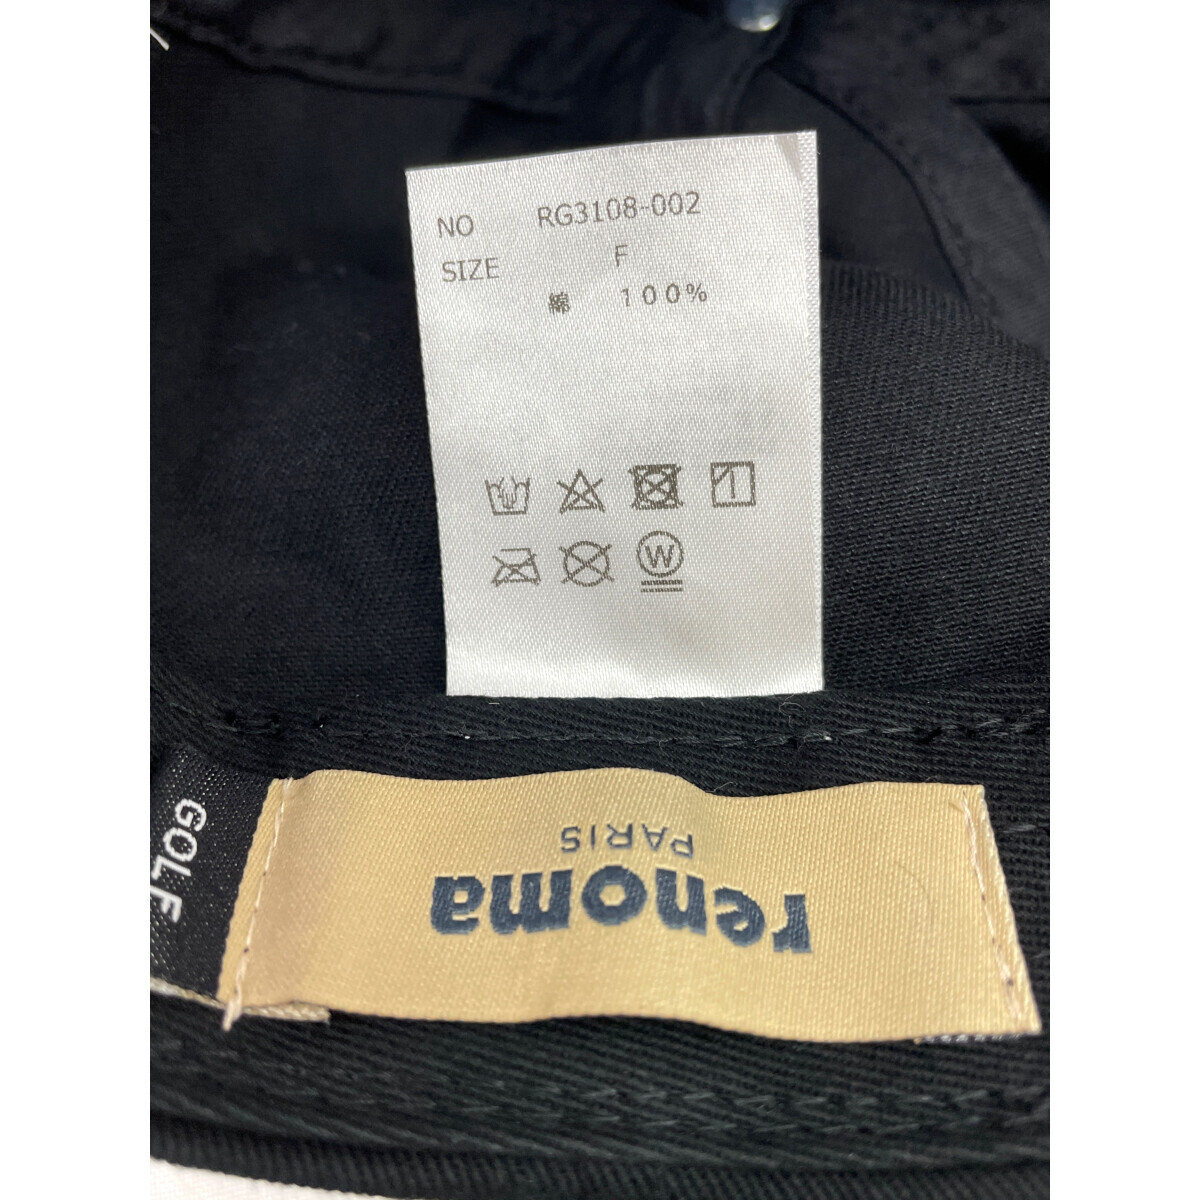 NO RG3108-002
SIZE F
綿 100%
W
GOLF
renoma
PARIS